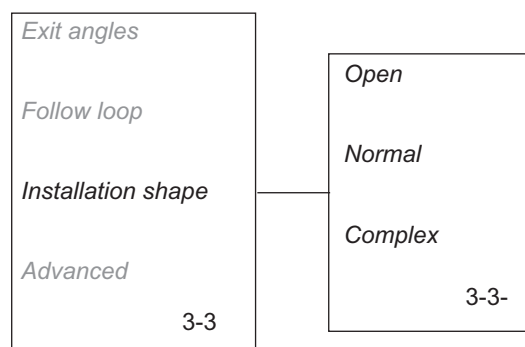 Exit angles
Follow loop
Installation shape
Advanced
3-3
Open
Normal
Complex
3-3-